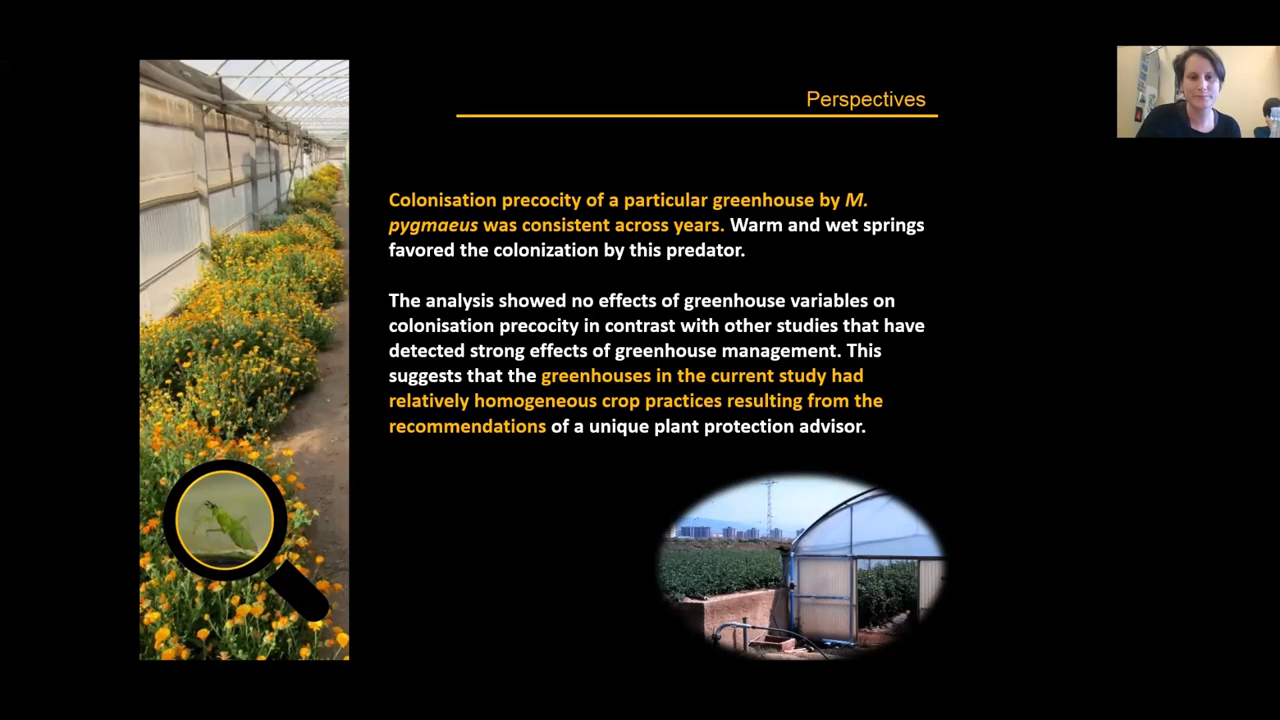 Perspectives
Colonisation precocity of a particular greenhouse by M.
pygmaeus was consistent across years. Warm and wet springs
favored the colonization by this predator.
The analysis showed no effects of greenhouse variables on
colonisation precocity in contrast with other studies that have
detected strong effects of greenhouse management. This
suggests that the greenhouses in the current study had
relatively homogeneous crop practices resulting from the
recommendations of a unique plant protection advisor.